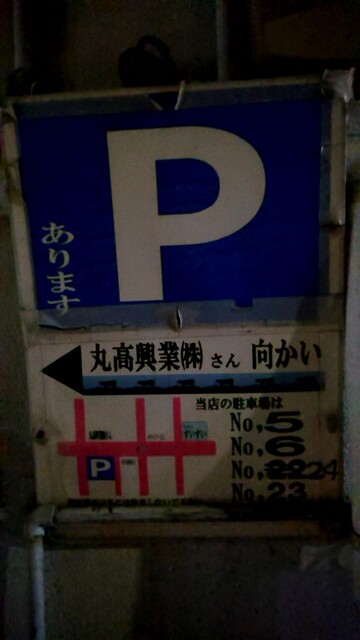 P
あります
丸高興業㈱さん 向かい
当店の駐車場は
No,5
No,6
No,22 24
No,23
P